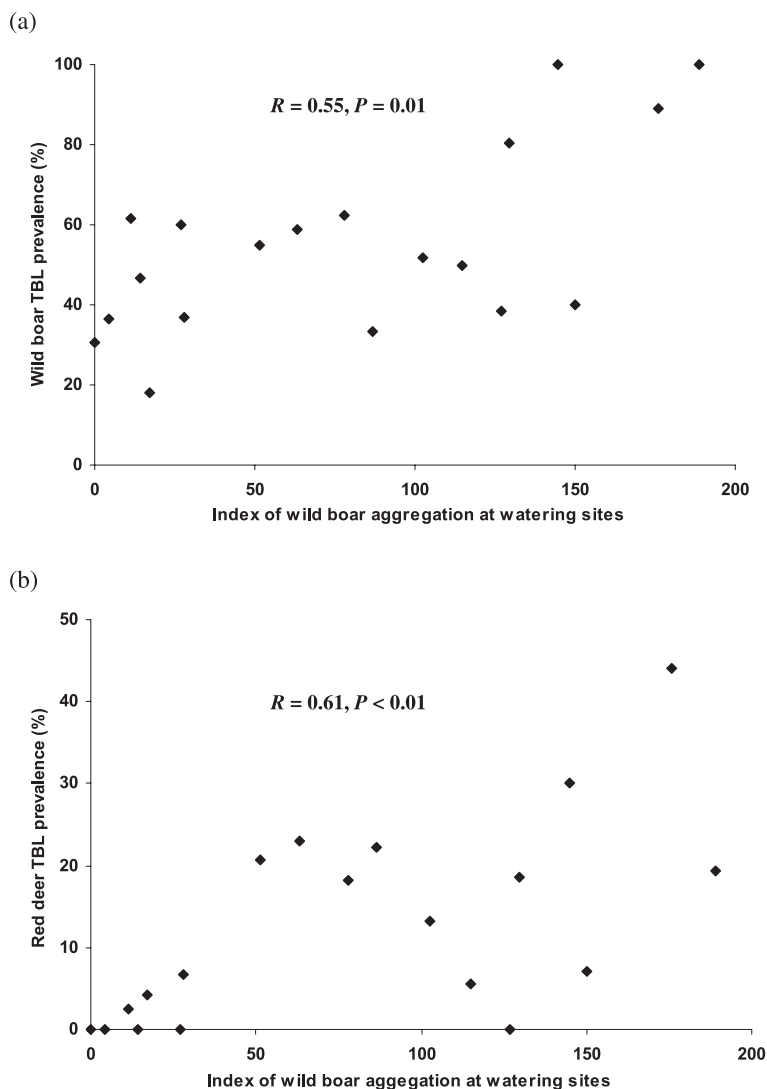 (a)
100
R = 0.55, P = 0.01
80
60
40
20
0
Wild boar TBL prevalence (%)
0 50 100 150 200
Index of wild boar aggregation at watering sites
(b)
50
40
R = 0.61, P < 0.01
30
20
10
0
Red deer TBL prevalence (%)
0 50 100 150 200
Index of wild boar aggegation at watering sites